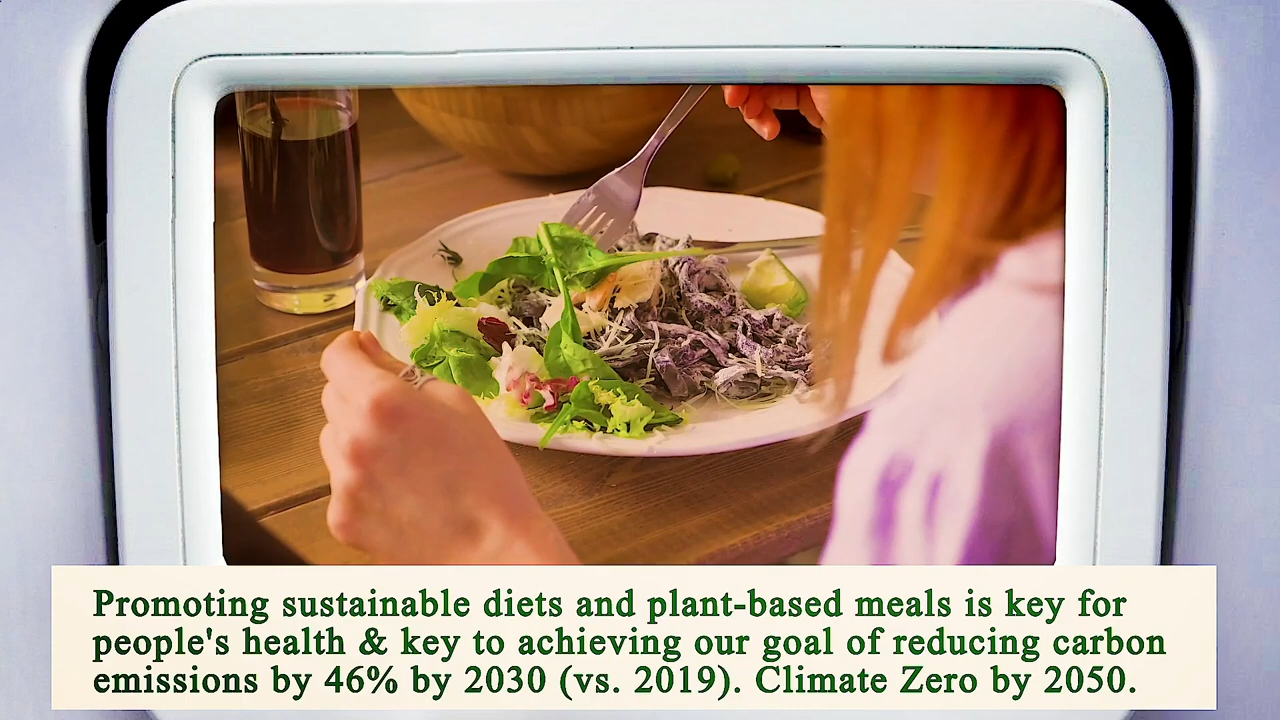 Promoting sustainable diets and plant-based meals is key for
people's health & key to achieving our goal of reducing carbon
emissions by 46% by 2030 (vs. 2019). Climate Zero by 2050.